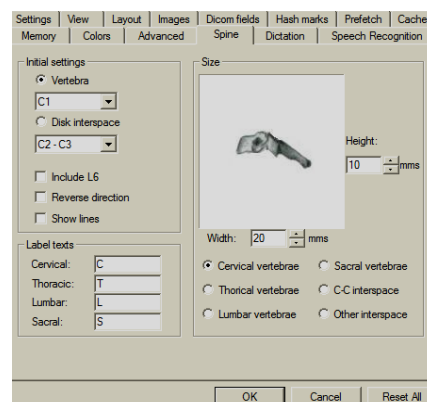 Settings View Layout Images Dicom fields Hash marks Prefetch Cache
Memory Colors Advanced Spine Dictation Speech Recognition
Initial settings
Vertebra
C1
Disk interspace
C2 - C3
Include L6
Reverse direction
Show lines
Label texts
Cervical: C
Thoracic: T
Lumbar: L
Sacral: S
Size
Height:
10 mms
Width: 20 mms
Cervical vertebrae Sacral vertebrae
Thorical vertebrae C-C interspace
Lumbar vertebrae Other interspace
OK Cancel Reset All